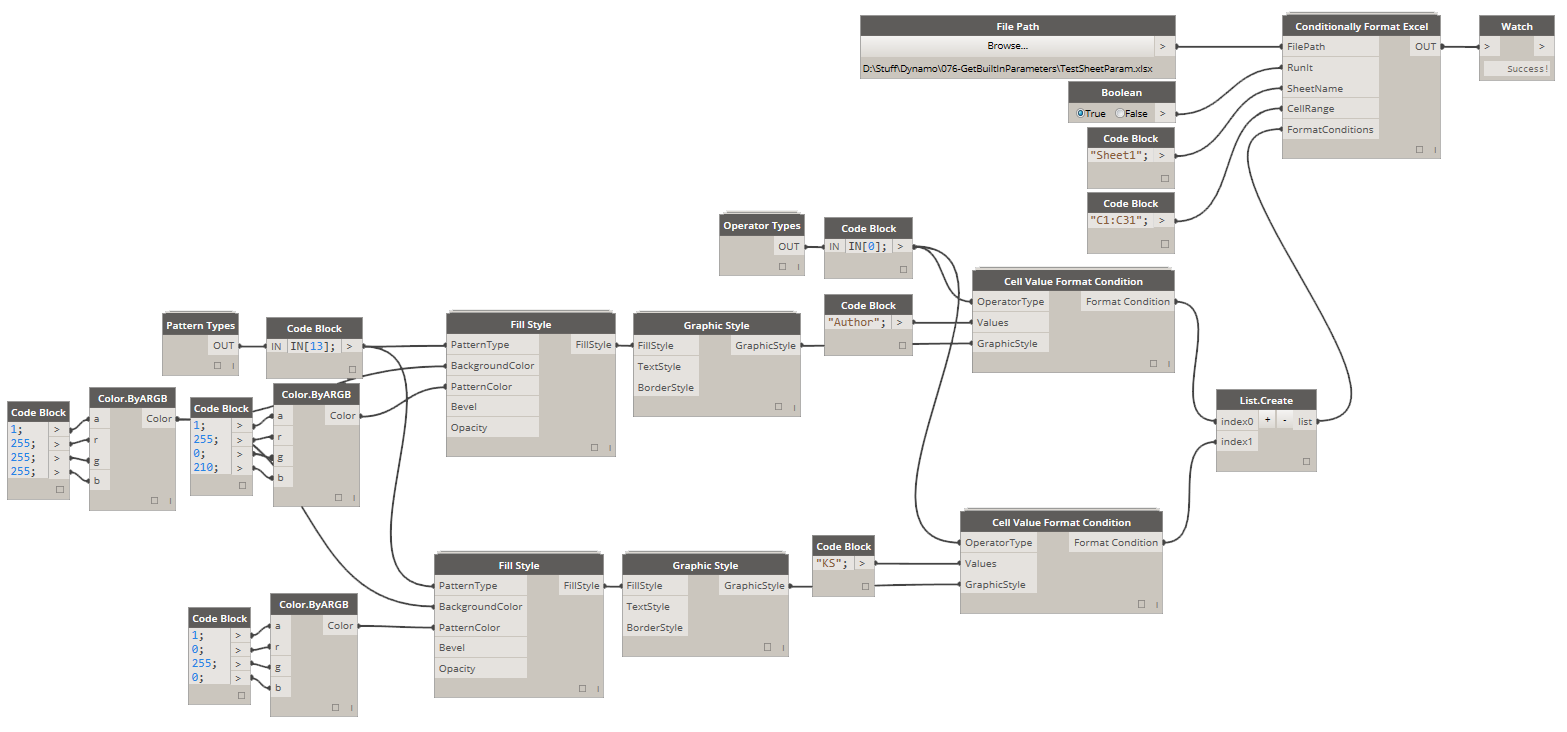 File Path
Browse... >
D:\Stuff\Dynamo\076-GetBuiltInParameters\TestSheetParam.xlsx
Conditionally Format Excel
FilePath OUT
RunIt
SheetName
CellRange
FormatConditions
I
Watch
> >
Success!
Boolean
True False >
Code Block
"Sheet1"; >
Code Block
"C1:C31"; >
Operator Types
OUT
I
Code Block
IN IN[0]; >
Cell Value Format Condition
OperatorType Format Condition
Values
GraphicStyle
I
Code Block
"Author"; >
Pattern Types
OUT
I
Code Block
IN IN[13]; >
Fill Style
PatternType FillStyle
BackgroundColor
PatternColor
Bevel
Opacity
I
Graphic Style
FillStyle GraphicStyle
TextStyle
BorderStyle
I
Code Block
1; >
255; >
255; >
255; >
Color.ByARGB
a Color
r
g
b
I
Code Block
1; >
255; >
0; >
210; >
Color.ByARGB
a Color
r
g
b
I
List.Create
index0 + - list
index1
Cell Value Format Condition
OperatorType Format Condition
Values
GraphicStyle
I
Code Block
"KS"; >
Fill Style
PatternType FillStyle
BackgroundColor
PatternColor
Bevel
Opacity
I
Graphic Style
FillStyle GraphicStyle
TextStyle
BorderStyle
I
Code Block
1; >
0; >
255; >
0; >
Color.ByARGB
a Color
r
g
b
I